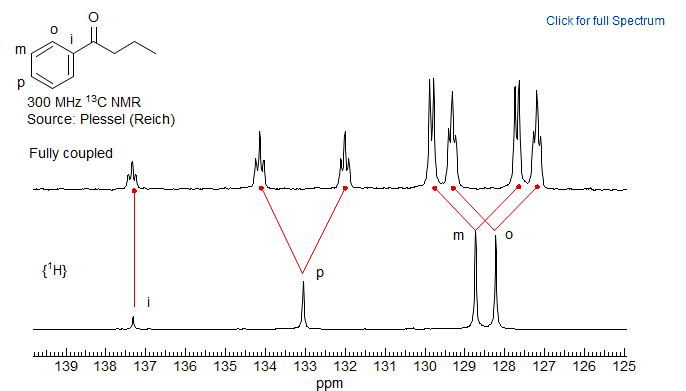 O
Click for full Spectrum
o
i
m
p
300 MHz ¹³C NMR
Source: Plessel (Reich)
Fully coupled
m
o
{¹H}
p
i
139 138 137 136 135 134 133 132 131 130 129 128 127 126 125
ppm